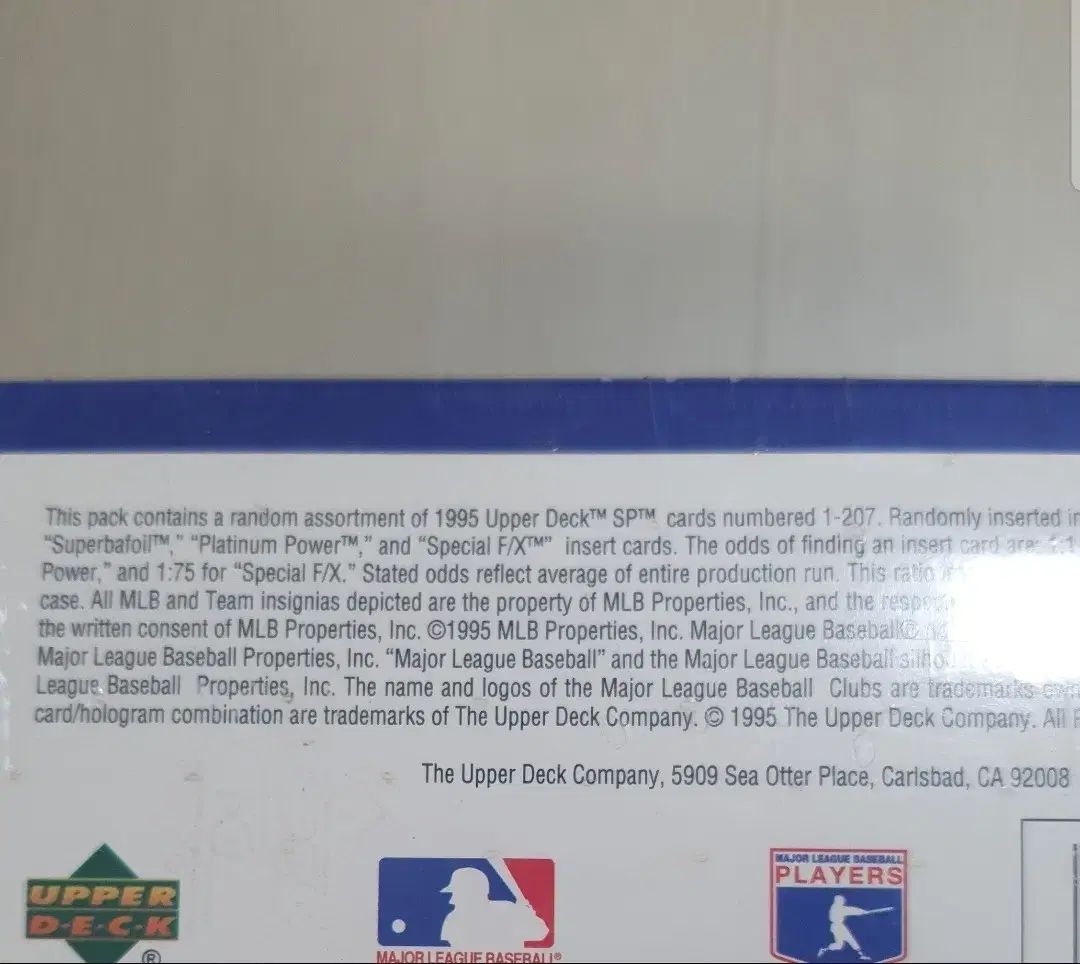 This pack contains a random assortment of 1995 Upper Deck™ SP™ cards numbered 1-207. Randomly inserted in
"Superbafoil™," "Platinum Power™," and "Special F/X™" insert cards. The odds of finding an insert card are: 1:1
Power," and 1:75 for "Special F/X." Stated odds reflect average of entire production run. This ratio
case. All MLB and Team insignias depicted are the property of MLB Properties, Inc., and the
the written consent of MLB Properties, Inc. ©1995 MLB Properties, Inc. Major League Baseball®
Major League Baseball Properties, Inc. "Major League Baseball" and the Major League Baseball
League Baseball Properties, Inc. The name and logos of the Major League Baseball Clubs are trademarks
card/hologram combination are trademarks of The Upper Deck Company. © 1995 The Upper Deck Company. All
The Upper Deck Company, 5909 Sea Otter Place, Carlsbad, CA 92008
UPPER
D·E·C·K
®
MAJOR LEAGUE BASEBALL®
MAJOR LEAGUE BASEBALL
PLAYERS